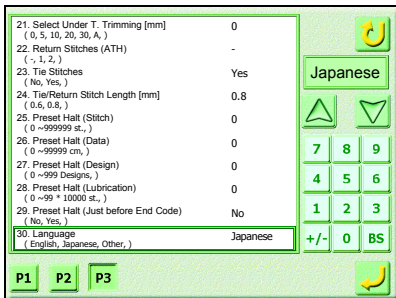 21. Select Under T. Trimming [mm] 0
( 0, 5, 10, 20, 30, A, )
22. Return Stitches (ATH) -
( -, 1, 2, )
23. Tie Stitches Yes
( No, Yes, )
24. Tie/Return Stitch Length [mm] 0.8
( 0.6, 0.8, )
25. Preset Halt (Stitch) 0
( 0 ~999999 st., )
26. Preset Halt (Data) 0
( 0 ~99999 cm, )
27. Preset Halt (Design) 0
( 0 ~999 Designs, )
28. Preset Halt (Lubrication) 0
( 0 ~99 * 10000 st., )
29. Preset Halt (Just before End Code) No
( No, Yes, )
30. Language Japanese
( English, Japanese, Other, )
Japanese
7 8 9
4 5 6
1 2 3
+/- 0 BS
P1 P2 P3